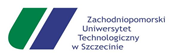 Zachodniopomorski
Uniwersytet
Technologiczny
w Szczecinie